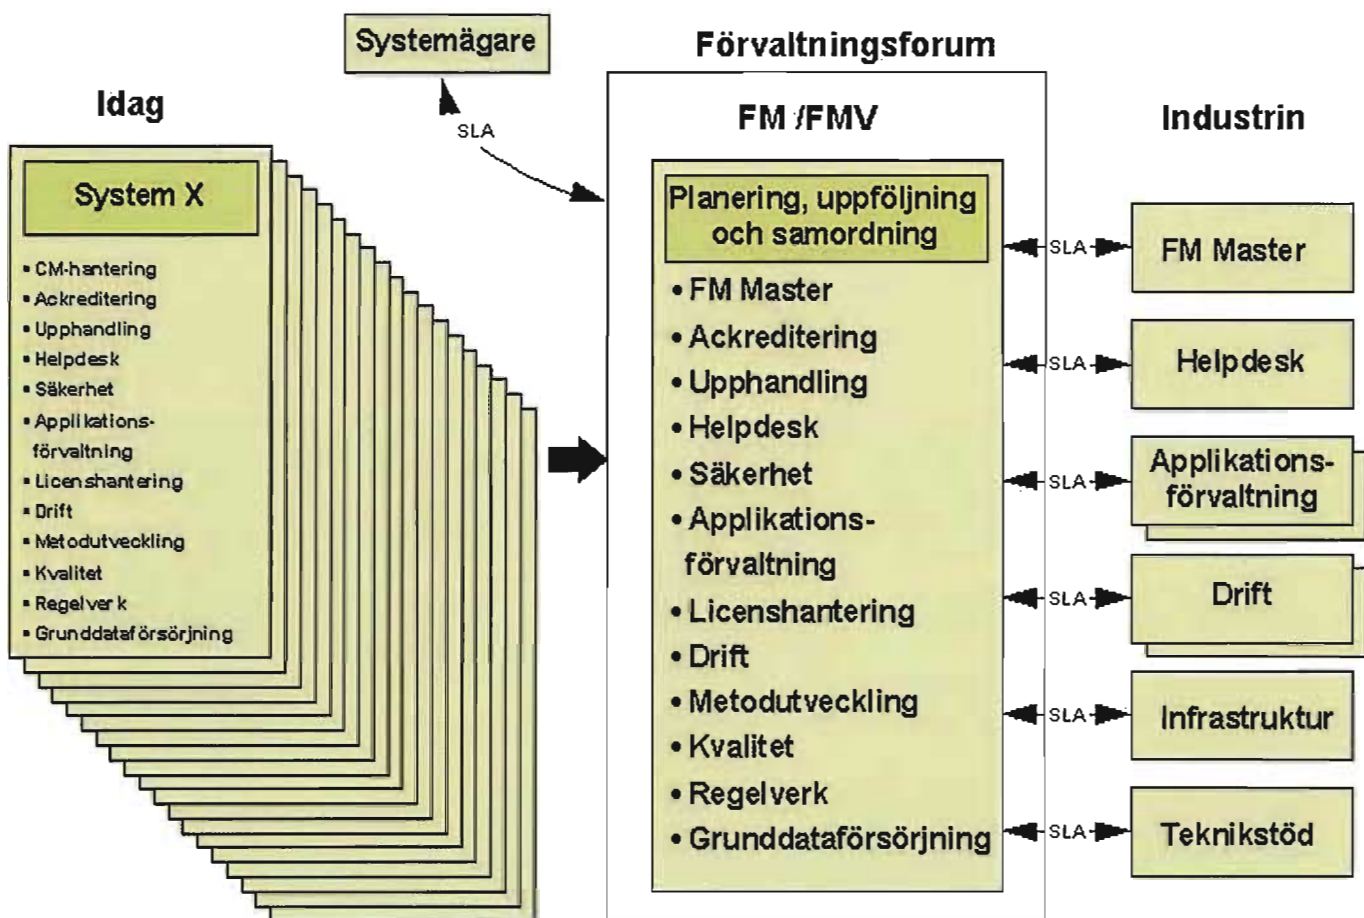 Systemägare
SLA
Idag
System X
▪ CM-hantering
▪ Ackreditering
▪ Upphandling
▪ Helpdesk
▪ Säkerhet
▪ Applikations-
förvaltning
▪ Licenshantering
▪ Drift
▪ Metodutveckling
▪ Kvalitet
▪ Regelverk
▪ Grunddataförsörjning
Förvaltningsforum
FM /FMV
Planering, uppföljning
och samordning
• FM Master
• Ackreditering
• Upphandling
• Helpdesk
• Säkerhet
• Applikations-
förvaltning
• Licenshantering
• Drift
• Metodutveckling
• Kvalitet
• Regelverk
• Grunddataförsörjning
Industrin
SLA
FM Master
SLA
Helpdesk
SLA
Applikations-
förvaltning
SLA
Drift
SLA
Infrastruktur
SLA
Teknikstöd